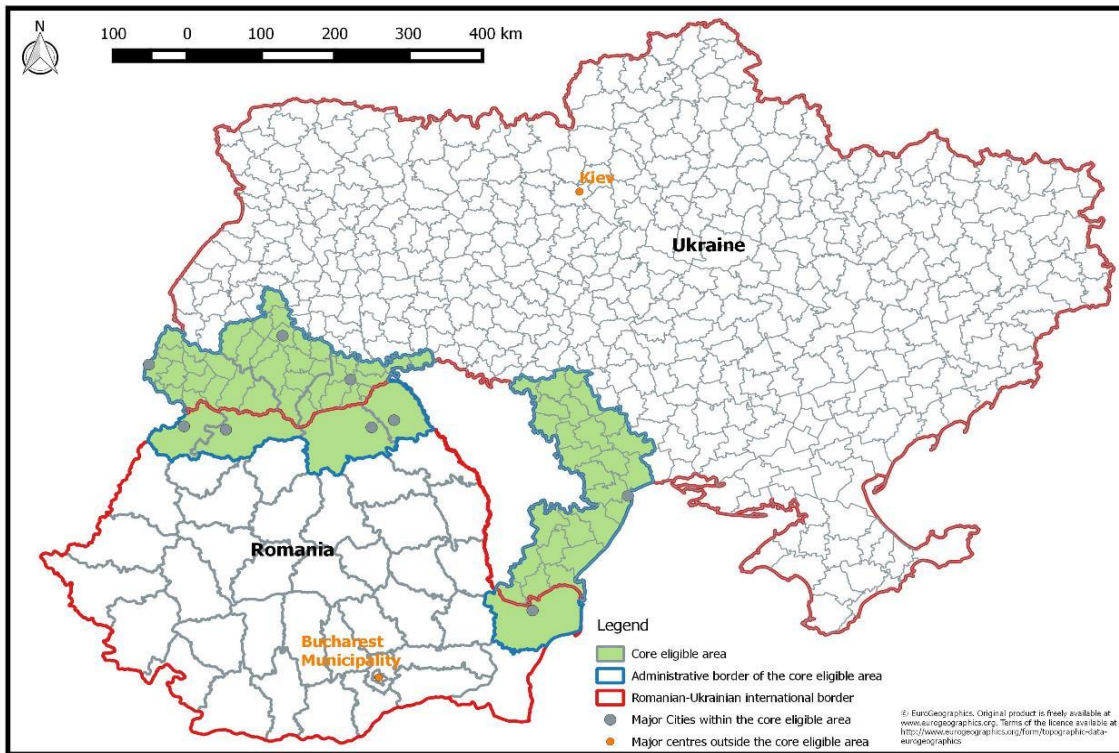 N
100 0 100 200 300 400 km
Kiev
Ukraine
Romania
Bucharest
Municipality
Legend
Core eligible area
Administrative border of the core eligible area
Romanian-Ukrainian international border
Major Cities within the core eligible area
Major centres outside the core eligible area
© EuroGeographics. Original product is freely available at
www.eurogeographics.org. Terms of the licence available at
http://www.eurogeographics.org/form/topographic-data-
eurogeographics